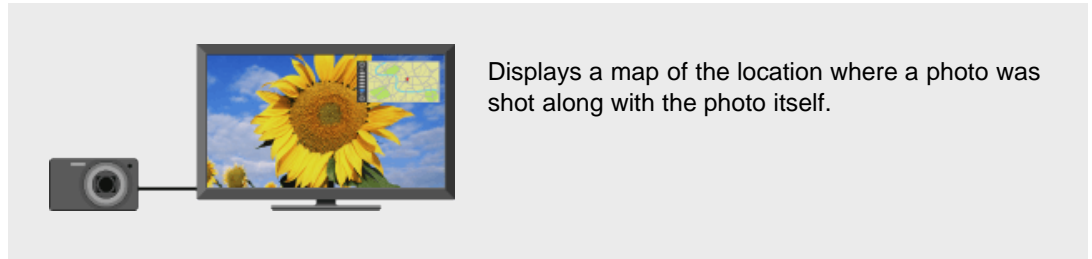 Displays a map of the location where a photo was
shot along with the photo itself.